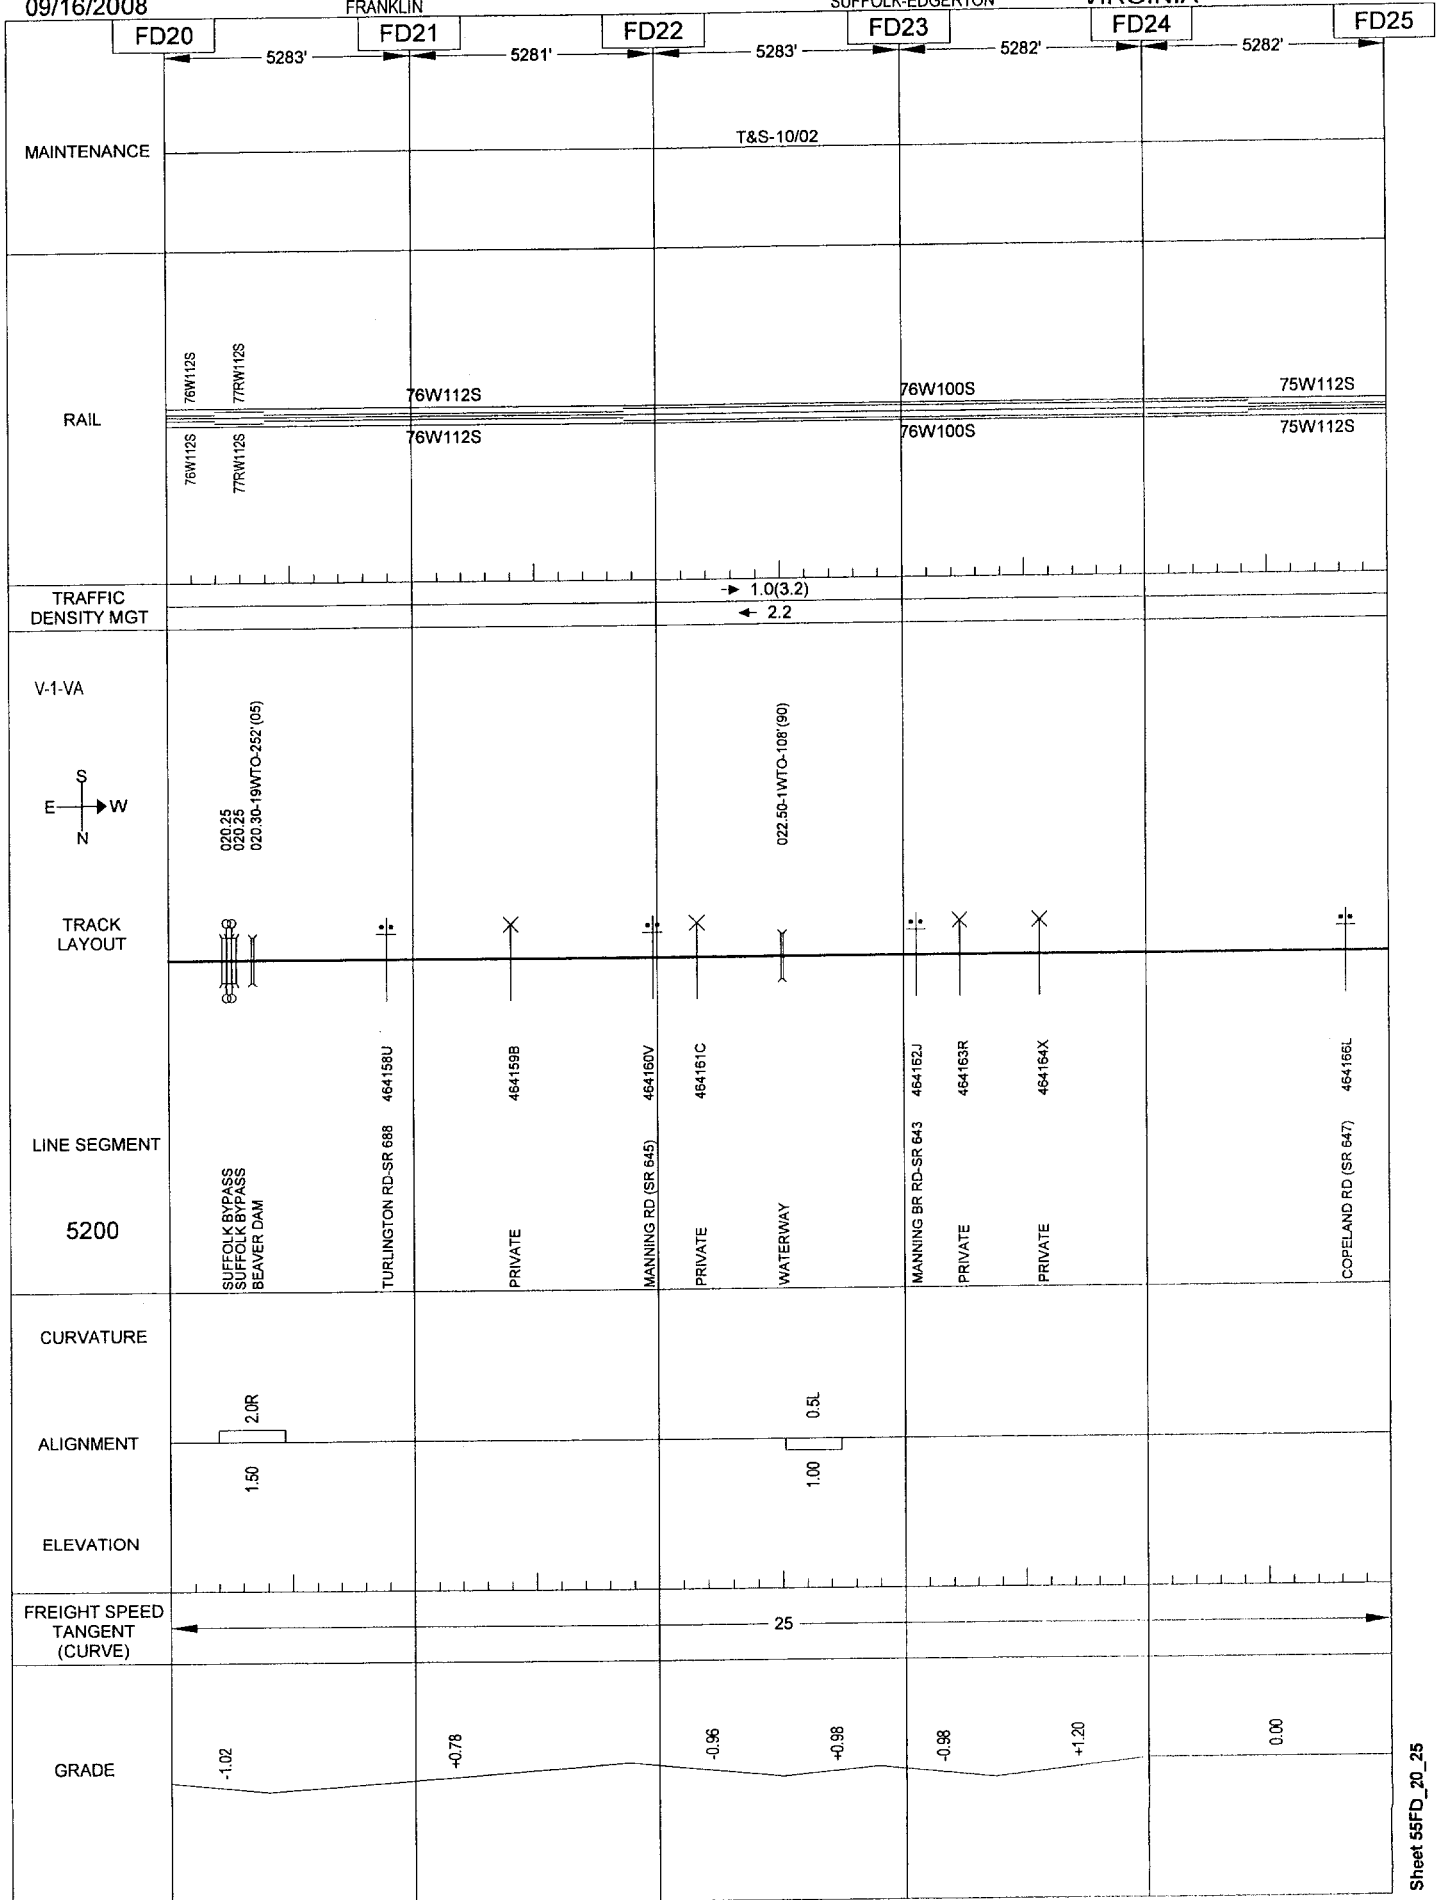 09/16/2008
FRANKLIN
SUFFOLK-EDGERTON
VIRGINIA
FD20
FD21
FD22
FD23
FD24
FD25
5283'
5281'
5283'
5282'
5282'
MAINTENANCE
T&S-10/02
RAIL
76W112S
77RW112S
76W112S
76W100S
75W112S
76W112S
77RW112S
76W112S
76W100S
75W112S
TRAFFIC
DENSITY MGT
1.0(3.2)
2.2
V-1-VA
S
E
W
N
020.25
020.25
020.30-19WTO-252'(05)
022.50-1WTO-108'(90)
TRACK
LAYOUT
464158U
464159B
464160V
464161C
464162J
464163R
464164X
464166L
LINE SEGMENT
5200
SUFFOLK BYPASS
SUFFOLK BYPASS
BEAVER DAM
TURLINGTON RD-SR 688
PRIVATE
MANNING RD (SR 645)
PRIVATE
WATERWAY
MANNING BR RD-SR 643
PRIVATE
PRIVATE
COPELAND RD (SR 647)
CURVATURE
2.0R
0.5L
ALIGNMENT
1.50
1.00
ELEVATION
FREIGHT SPEED
TANGENT
(CURVE)
25
GRADE
-1.02
+0.78
-0.96
+0.98
-0.98
+1.20
0.00
Sheet 55FD_20_25